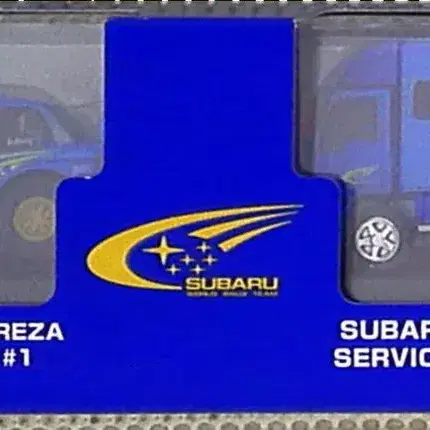 SUBARU
WORLD RALLY TEAM
REZA
#1
SUBAR
SERVIC